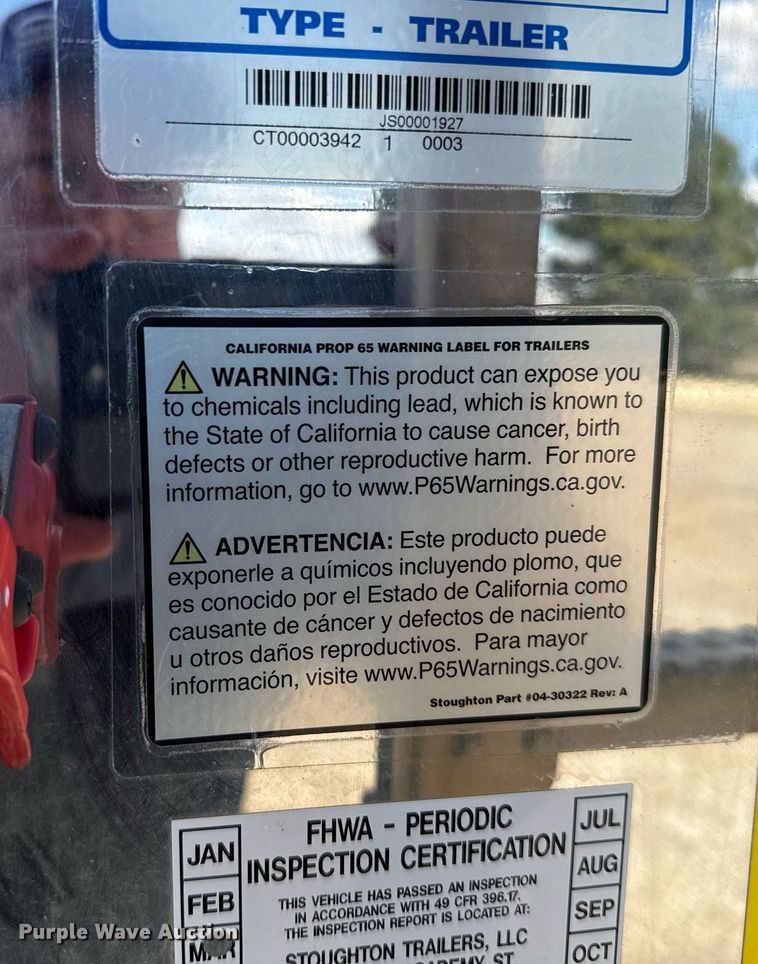 TYPE - TRAILER
JS00001927
CT00003942 1 0003
CALIFORNIA PROP 65 WARNING LABEL FOR TRAILERS
WARNING: This product can expose you
to chemicals including lead, which is known to
the State of California to cause cancer, birth
defects or other reproductive harm. For more
information, go to www.P65Warnings.ca.gov.
ADVERTENCIA: Este producto puede
exponerle a químicos incluyendo plomo, que
es conocido por el Estado de California como
causante de cáncer y defectos de nacimiento
u otros daños reproductivos. Para mayor
información, visite www.P65Warnings.ca.gov.
Stoughton Part #04-30322 Rev: A
FHWA - PERIODIC
INSPECTION CERTIFICATION
THIS VEHICLE HAS PASSED AN INSPECTION
IN ACCORDANCE WITH 49 CFR 396.17.
THE INSPECTION REPORT IS LOCATED AT:
STOUGHTON TRAILERS, LLC
ST.
JAN
FEB
MAR
JUL
AUG
SEP
OCT
Purple Wave Auction